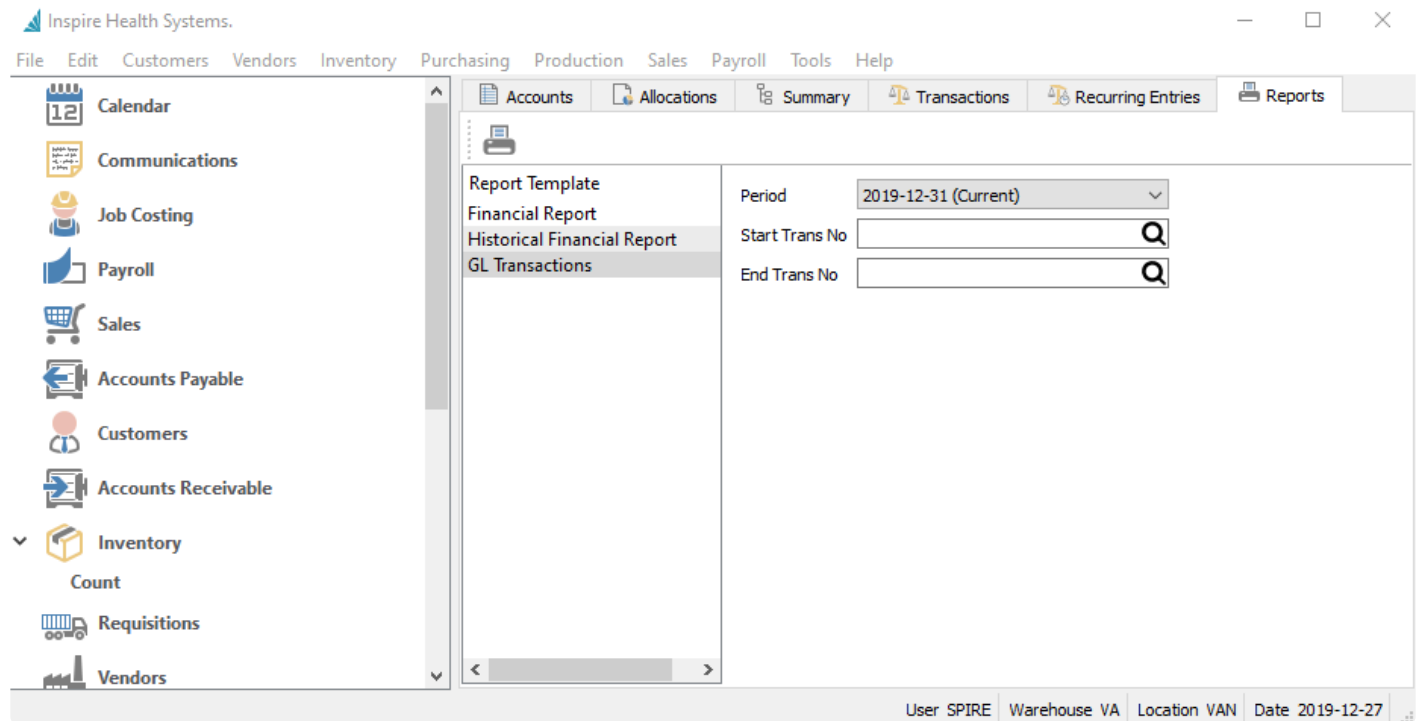 Inspire Health Systems.
File Edit Customers Vendors Inventory Purchasing Production Sales Payroll Tools Help
12 Calendar
Communications
Job Costing
Payroll
Sales
Accounts Payable
Customers
Accounts Receivable
Inventory
Count
Requisitions
Vendors
Accounts Allocations Summary Transactions Recurring Entries Reports
Report Template
Financial Report
Historical Financial Report
GL Transactions
Period 2019-12-31 (Current)
Start Trans No
End Trans No
User SPIRE Warehouse VA Location VAN Date 2019-12-27